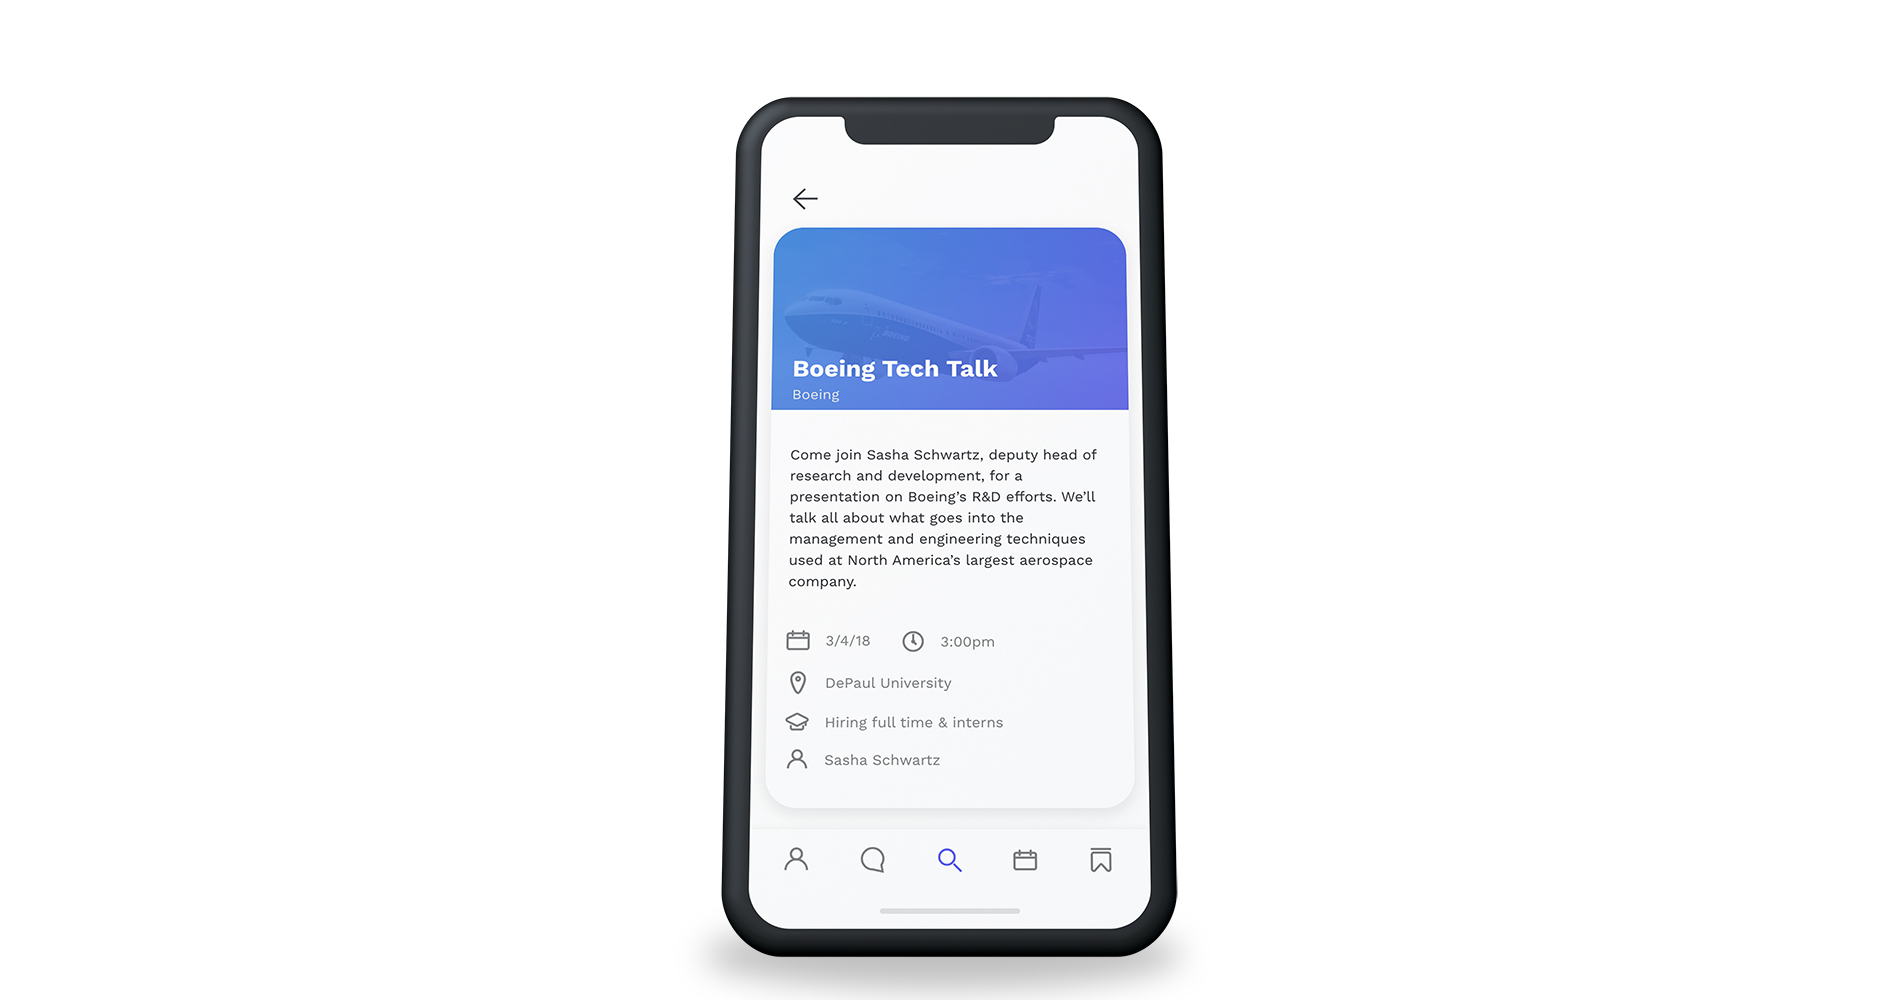 Boeing Tech Talk
Boeing
Come join Sasha Schwartz, deputy head of
research and development, for a
presentation on Boeing’s R&D efforts. We’ll
talk all about what goes into the
management and engineering techniques
used at North America’s largest aerospace
company.
3/4/18 3:00pm
DePaul University
Hiring full time & interns
Sasha Schwartz